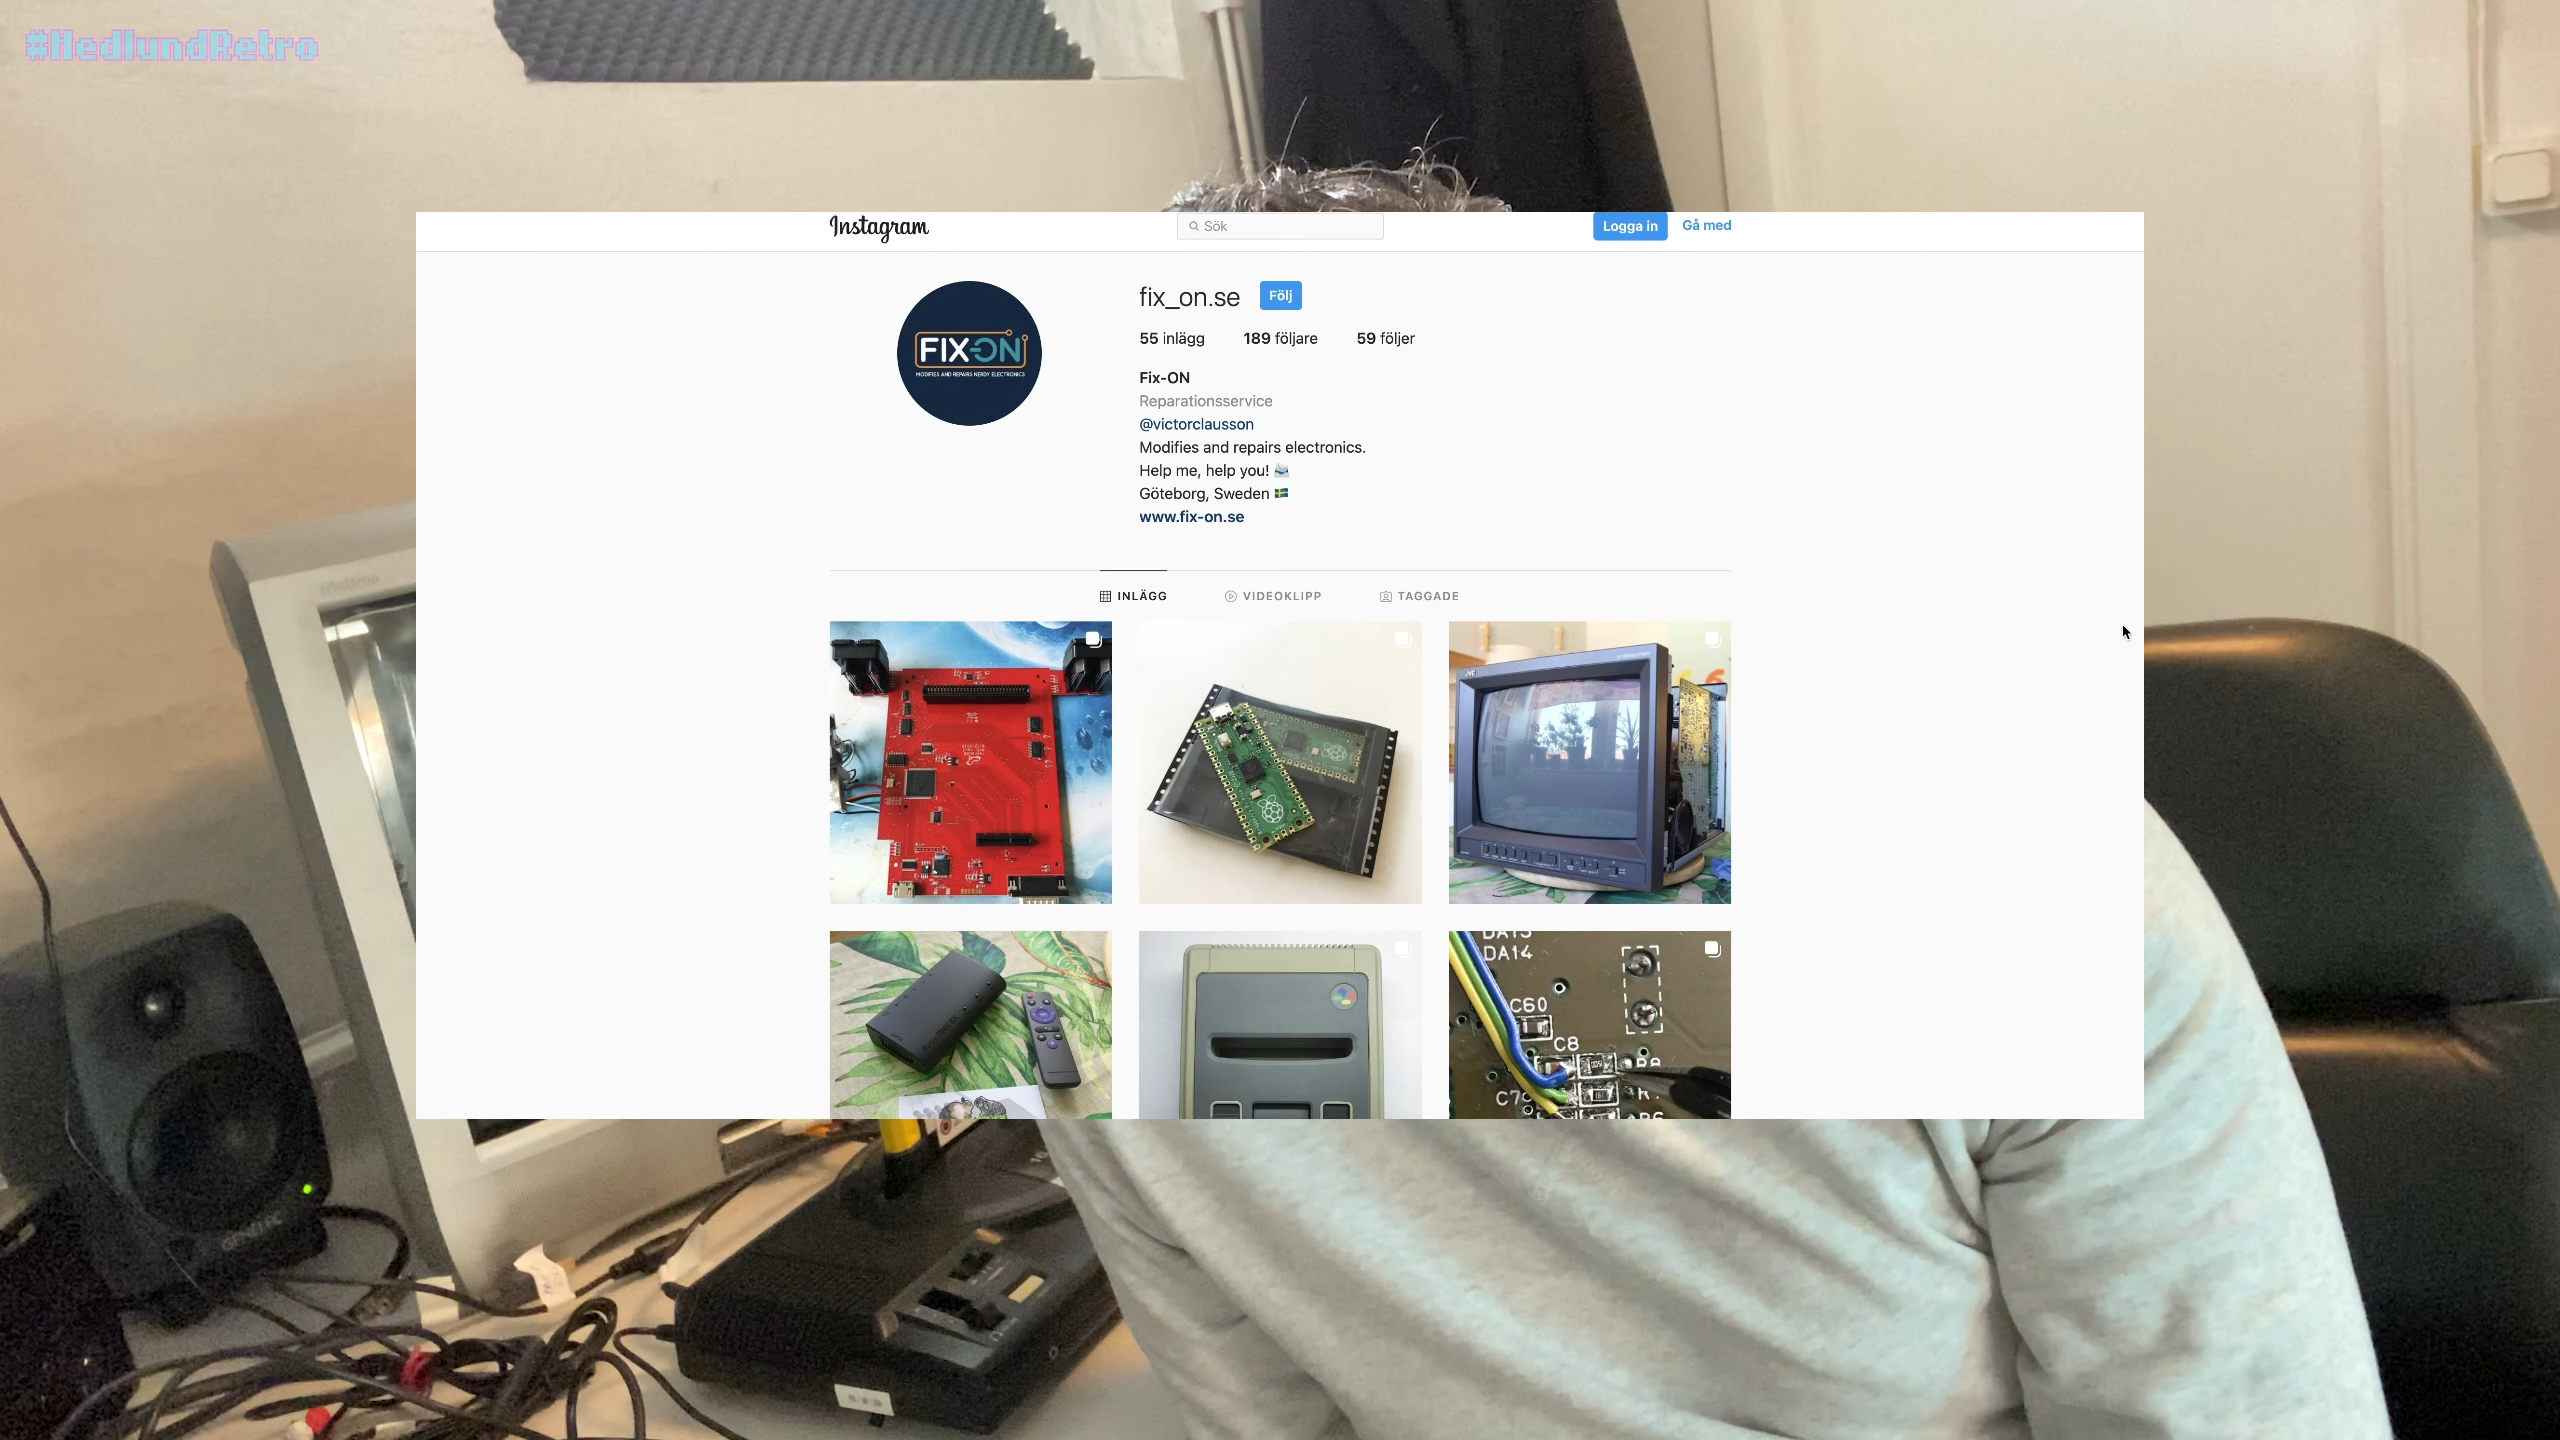 #HedlundRetro
Instagram
Sök
Logga in
Gå med
fix_on.se
Följ
55 inlägg
189 följare
59 följer
FIX-ON
MODIFIES AND REPAIRS NERDY ELECTRONICS
Fix-ON
Reparationsservice
@victorclausson
Modifies and repairs electronics.
Help me, help you!
Göteborg, Sweden
www.fix-on.se
INLÄGG
VIDEOKLIPP
TAGGADE
JVC
DA14
C60
C8